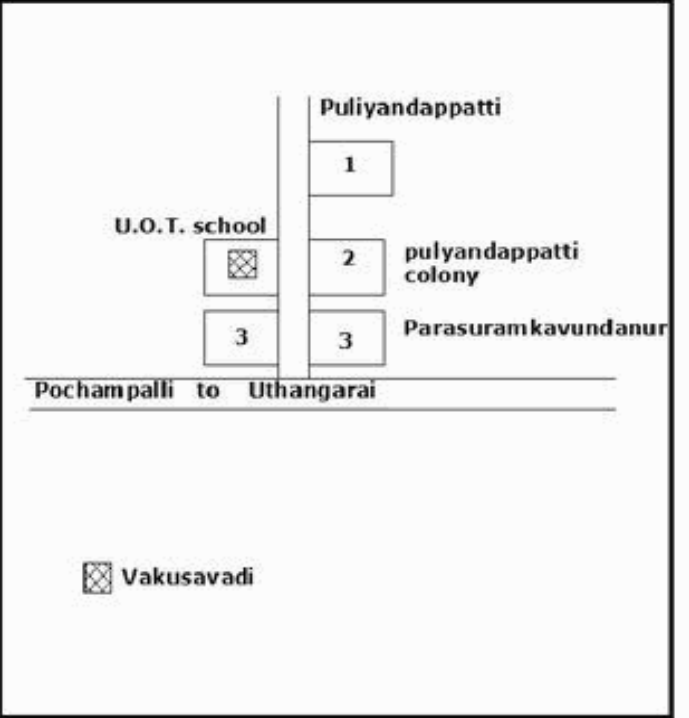 Puliyandappatti
1
U.O.T. school
2
pulyandappatti
colony
3
3
Parasuramkavundanur
Pochampalli to Uthangarai
Vakusavadi